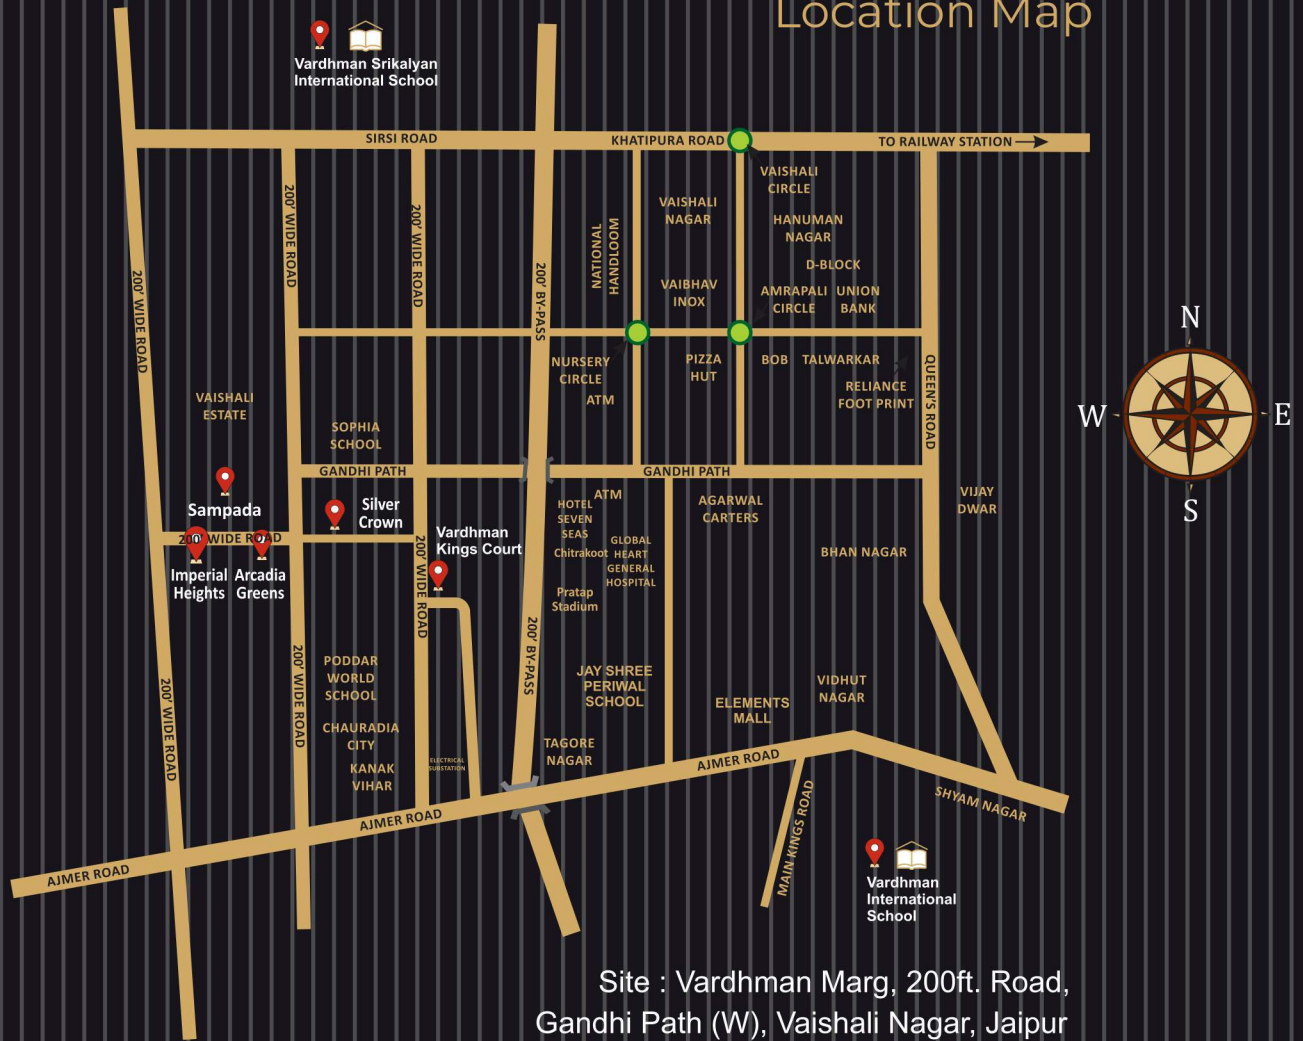 Location Map
Vardhman Srikalyan
International School
SIRSI ROAD
KHATIPURA ROAD
TO RAILWAY STATION
VAISHALI
CIRCLE
200' WIDE ROAD
200' WIDE ROAD
200' WIDE ROAD
200' BY-PASS
NATIONAL
HANDLOOM
VAISHALI
NAGAR
HANUMAN
NAGAR
D-BLOCK
VAIBHAV
INOX
AMRAPALI
CIRCLE
UNION
BANK
NURSERY
CIRCLE
ATM
PIZZA
HUT
BOB
TALWARKAR
RELIANCE
FOOT PRINT
QUEEN'S ROAD
N
W
E
S
VAISHALI
ESTATE
SOPHIA
SCHOOL
GANDHI PATH
GANDHI PATH
Sampada
Silver
Crown
200' WIDE ROAD
Imperial
Heights
Arcadia
Greens
Vardhman
Kings Court
200' WIDE ROAD
ATM
HOTEL
SEVEN
SEAS
Chitrakoot
GLOBAL
HEART
GENERAL
HOSPITAL
Pratap
Stadium
AGARWAL
CARTERS
VIJAY
DWAR
BHAN NAGAR
200' BY-PASS
200' WIDE ROAD
200' WIDE ROAD
PODDAR
WORLD
SCHOOL
CHAURADIA
CITY
KANAK
VIHAR
ELECTRICAL
SUBSTATION
JAY SHREE
PERIWAL
SCHOOL
TAGORE
NAGAR
ELEMENTS
MALL
VIDHUT
NAGAR
AJMER ROAD
AJMER ROAD
AJMER ROAD
MAIN KINGS ROAD
SHYAM NAGAR
Vardhman
International
School
Site : Vardhman Marg, 200ft. Road,
Gandhi Path (W), Vaishali Nagar, Jaipur